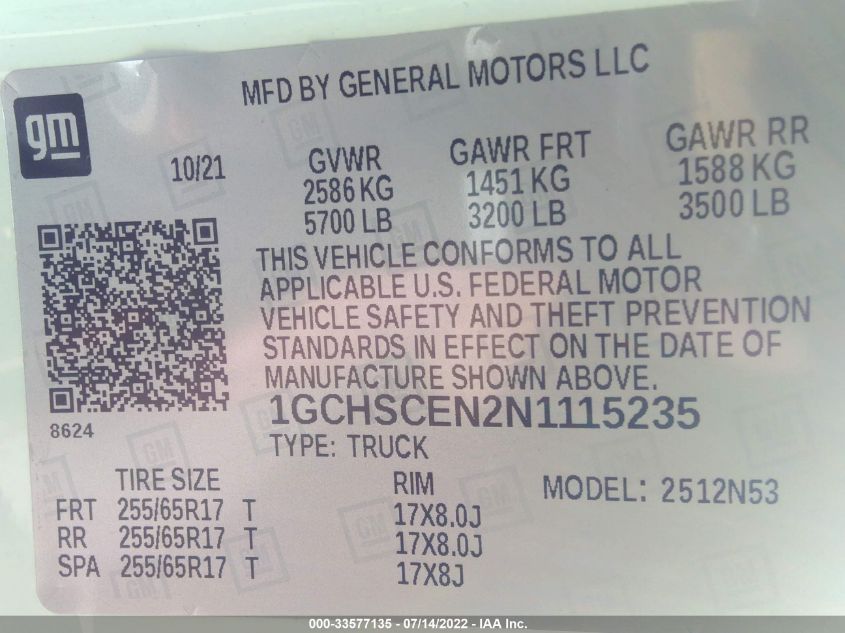 MFD BY GENERAL MOTORS LLC
gm
10/21
GVWR GAWR FRT GAWR RR
2586 KG 1451 KG 1588 KG
5700 LB 3200 LB 3500 LB
THIS VEHICLE CONFORMS TO ALL
APPLICABLE U.S. FEDERAL MOTOR
VEHICLE SAFETY AND THEFT PREVENTION
STANDARDS IN EFFECT ON THE DATE OF
MANUFACTURE SHOWN ABOVE.
8624
1GCHSCEN2N1115235
TYPE: TRUCK
TIRE SIZE RIM MODEL: 2512N53
FRT 255/65R17 T 17X8.0J
RR 255/65R17 T 17X8.0J
SPA 255/65R17 T 17X8J
000-33577135 - 07/14/2022 - IAA Inc.